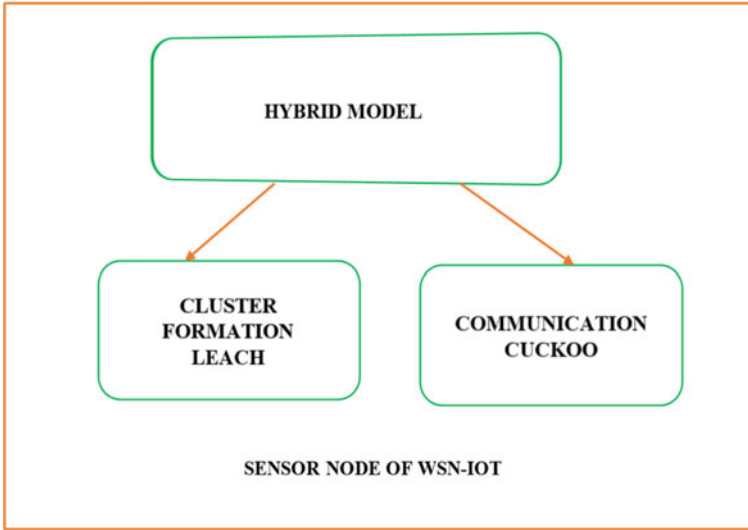 HYBRID MODEL
CLUSTER
FORMATION
LEACH
COMMUNICATION
CUCKOO
SENSOR NODE OF WSN-IOT